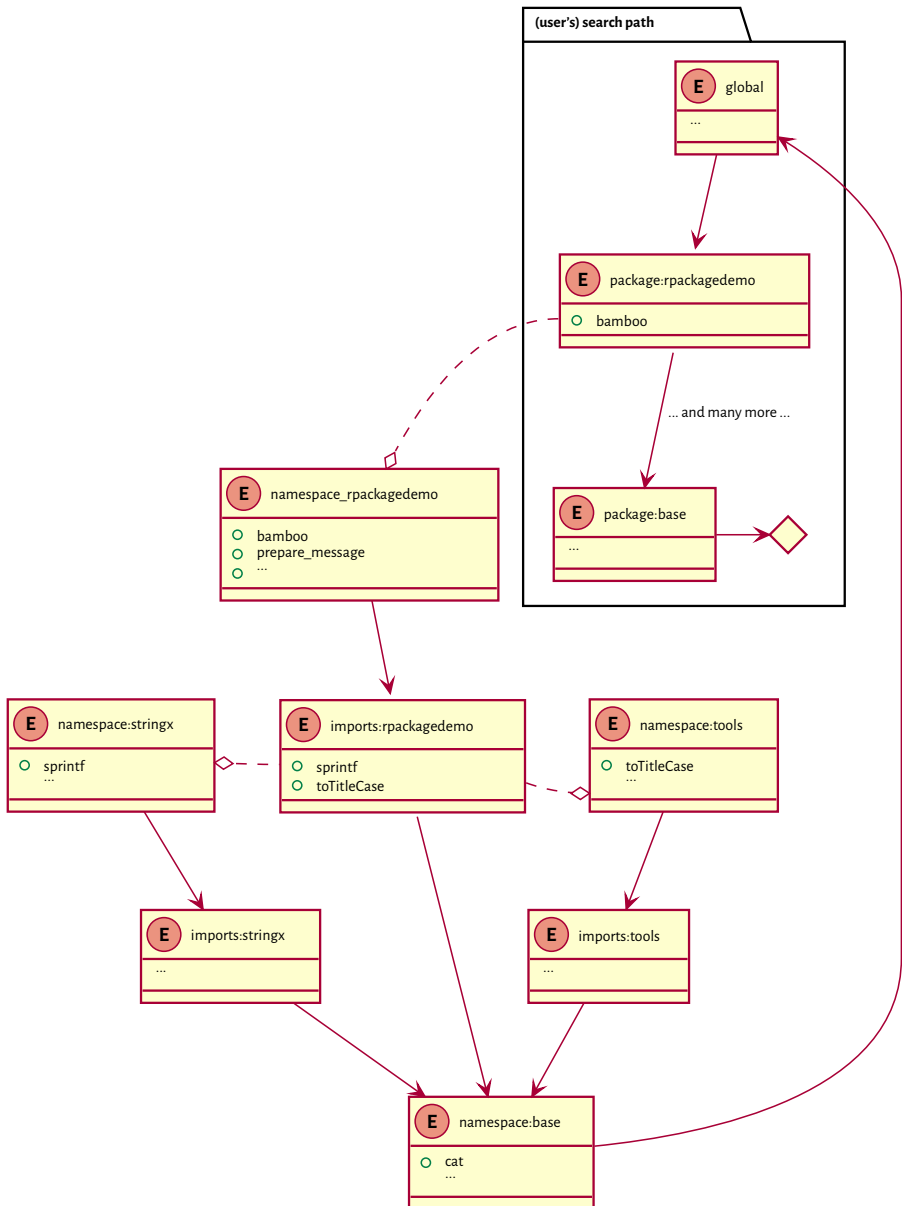 (user's) search path
E global
...
E package:rpackagedemo
bamboo
... and many more ...
E namespace_rpackagedemo
bamboo
prepare_message
...
E package:base
...
E namespace:stringx
sprintf
...
E imports:rpackagedemo
sprintf
toTitleCase
E namespace:tools
toTitleCase
...
E imports:stringx
...
E imports:tools
...
E namespace:base
cat
...